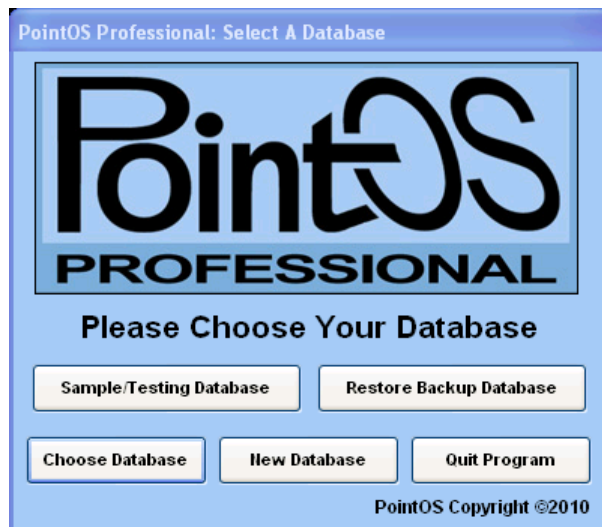 PointOS Professional: Select A Database
PointOS
PROFESSIONAL
Please Choose Your Database
Sample/Testing Database Restore Backup Database
Choose Database New Database Quit Program
PointOS Copyright ©2010